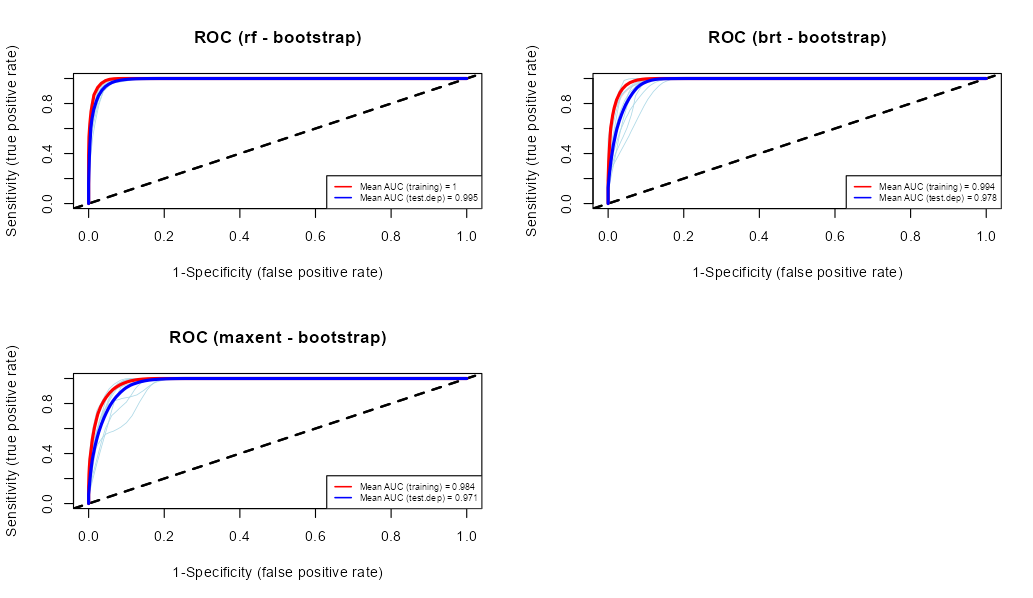 ROC (rf - bootstrap)
Sensitivity (true positive rate)
0.0 0.4 0.8
Mean AUC (training) = 1
Mean AUC (test.dep) = 0.995
0.0 0.2 0.4 0.6 0.8 1.0
1-Specificity (false positive rate)
ROC (brt - bootstrap)
Sensitivity (true positive rate)
0.0 0.4 0.8
Mean AUC (training) = 0.994
Mean AUC (test.dep) = 0.978
0.0 0.2 0.4 0.6 0.8 1.0
1-Specificity (false positive rate)
ROC (maxent - bootstrap)
Sensitivity (true positive rate)
0.0 0.4 0.8
Mean AUC (training) = 0.984
Mean AUC (test.dep) = 0.971
0.0 0.2 0.4 0.6 0.8 1.0
1-Specificity (false positive rate)